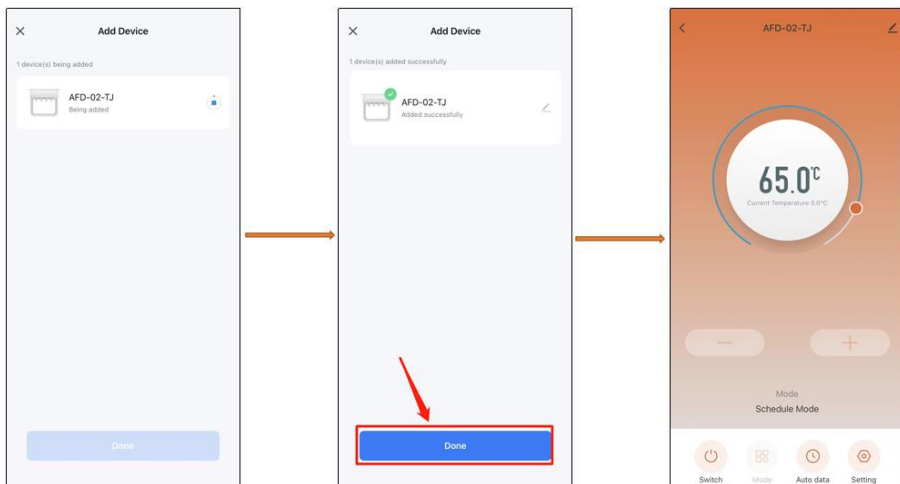 Add Device
1 device(s) being added
AFD-02-TJ
Being added
Done
Add Device
1 device(s) added successfully
AFD-02-TJ
Added successfully
Done
AFD-02-TJ
65.0℃
Current Temperature 0.0°C
Mode
Schedule Mode
Switch
Mode
Auto data
Setting